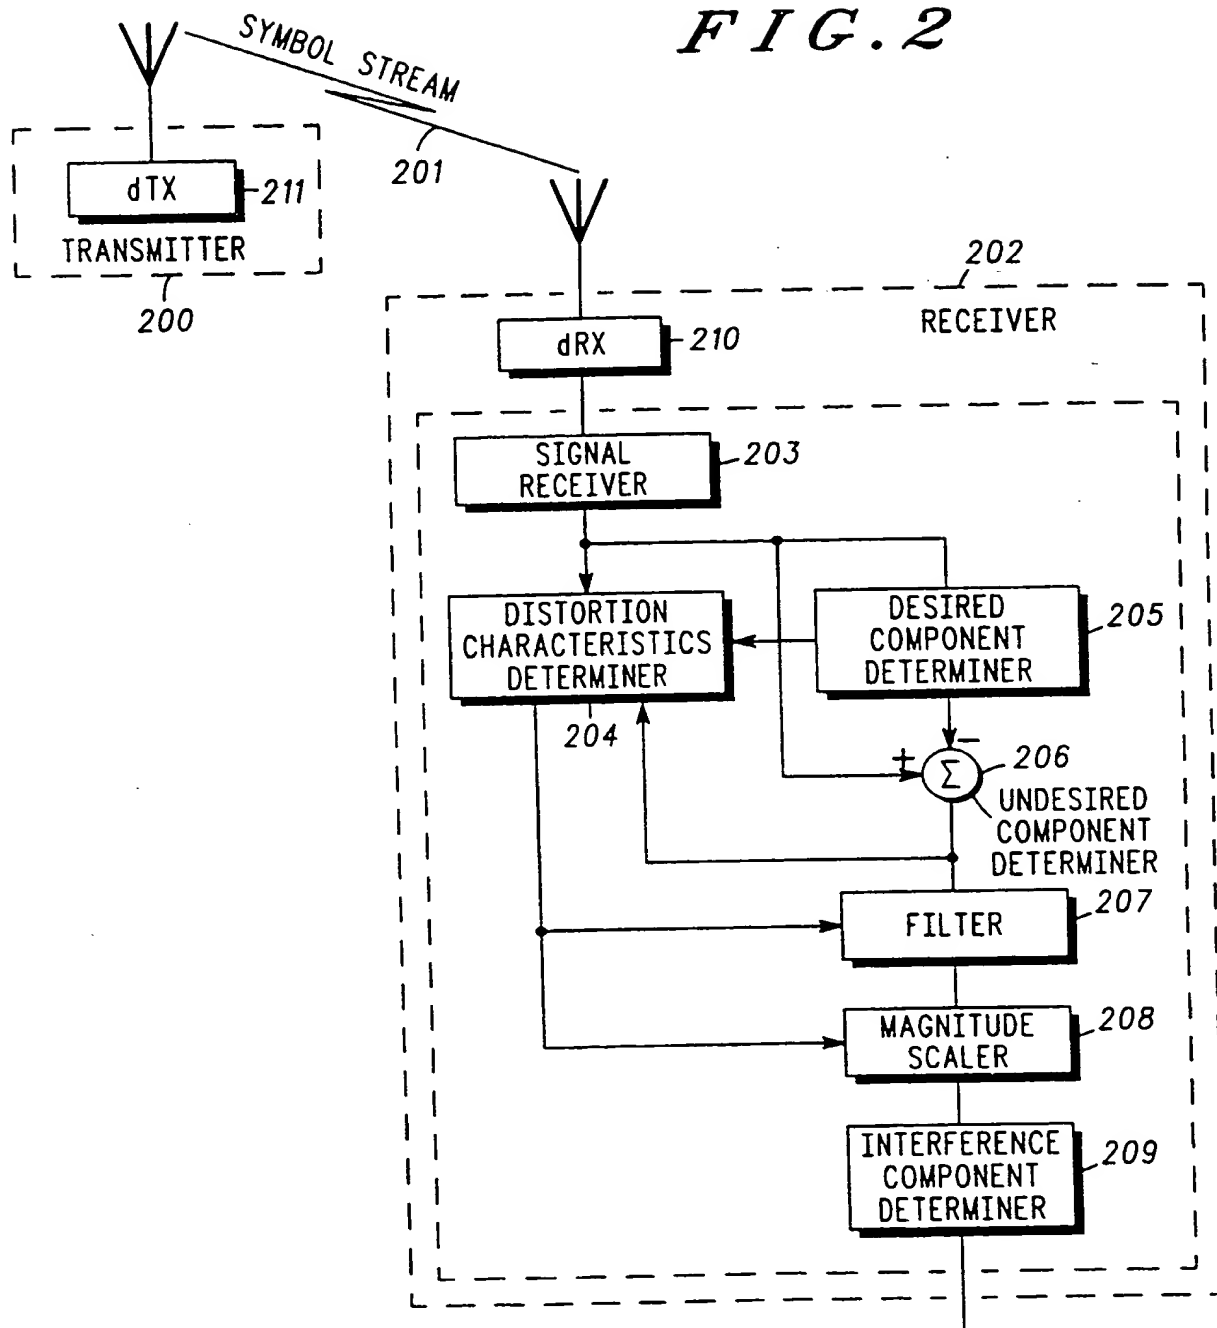 FIG. 2
SYMBOL STREAM
201
dTX
211
TRANSMITTER
200
202
RECEIVER
dRX
210
SIGNAL
RECEIVER
203
DISTORTION
CHARACTERISTICS
DETERMINER
204
DESIRED
COMPONENT
DETERMINER
205
−
+
Σ
206
UNDESIRED
COMPONENT
DETERMINER
FILTER
207
MAGNITUDE
SCALER
208
INTERFERENCE
COMPONENT
DETERMINER
209